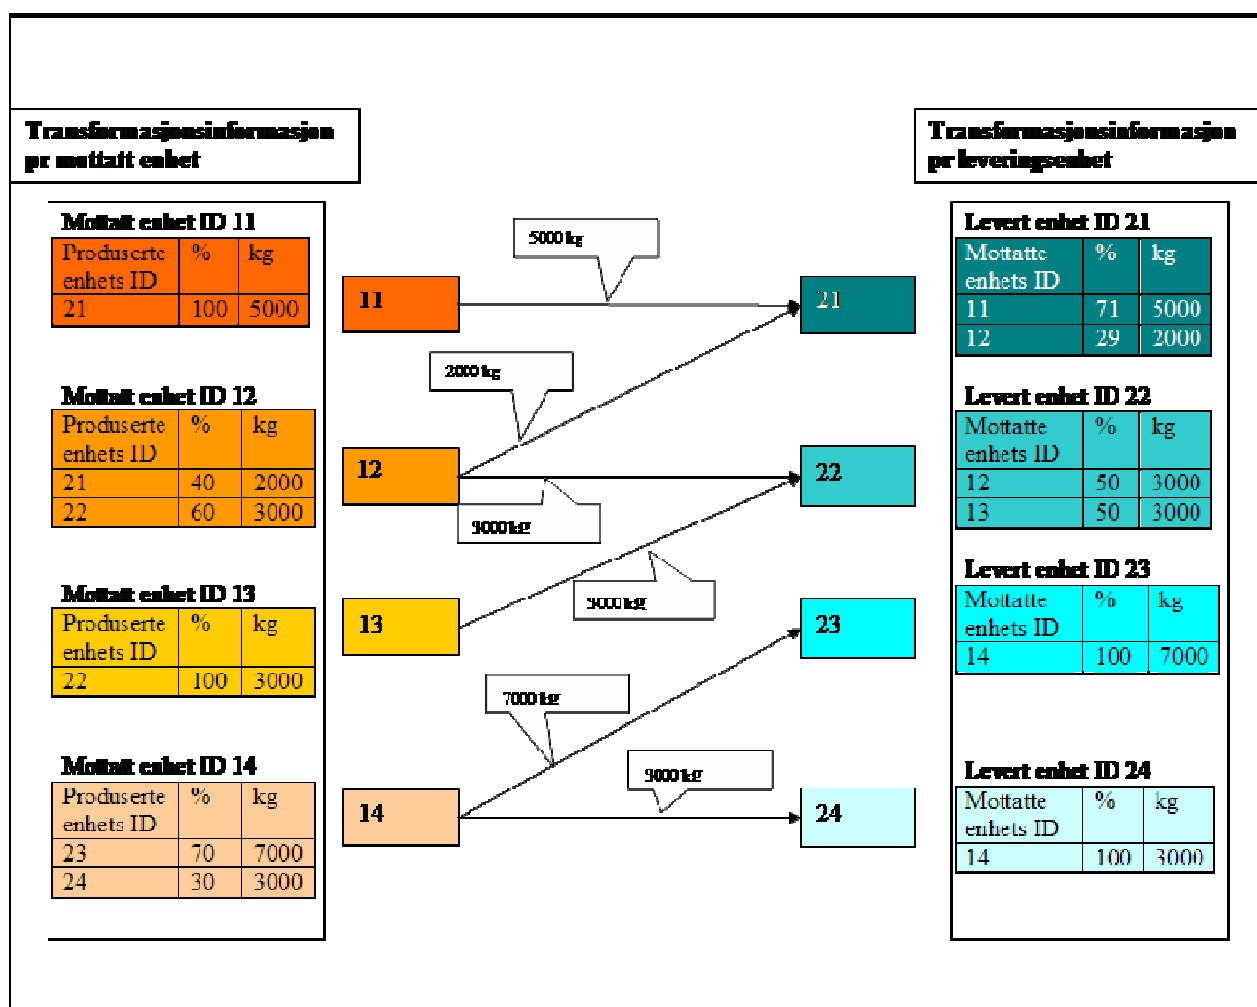 Transformasjonsinformasjon
pr mottatt enhet
Transformasjonsinformasjon
pr leveringsenhet
Mottatt enhet ID 11
Produserte % kg
enhets ID
21 100 5000
Mottatt enhet ID 12
Produserte % kg
enhets ID
21 40 2000
22 60 3000
Mottatt enhet ID 13
Produserte % kg
enhets ID
22 100 3000
Mottatt enhet ID 14
Produserte % kg
enhets ID
23 70 7000
24 30 3000
5000 kg
11
21
2000 kg
12
22
3000 kg
3000 kg
13
23
7000 kg
3000 kg
14
24
Levert enhet ID 21
Mottatte % kg
enhets ID
11 71 5000
12 29 2000
Levert enhet ID 22
Mottatte % kg
enhets ID
12 50 3000
13 50 3000
Levert enhet ID 23
Mottatte % kg
enhets ID
14 100 7000
Levert enhet ID 24
Mottatte % kg
enhets ID
14 100 3000